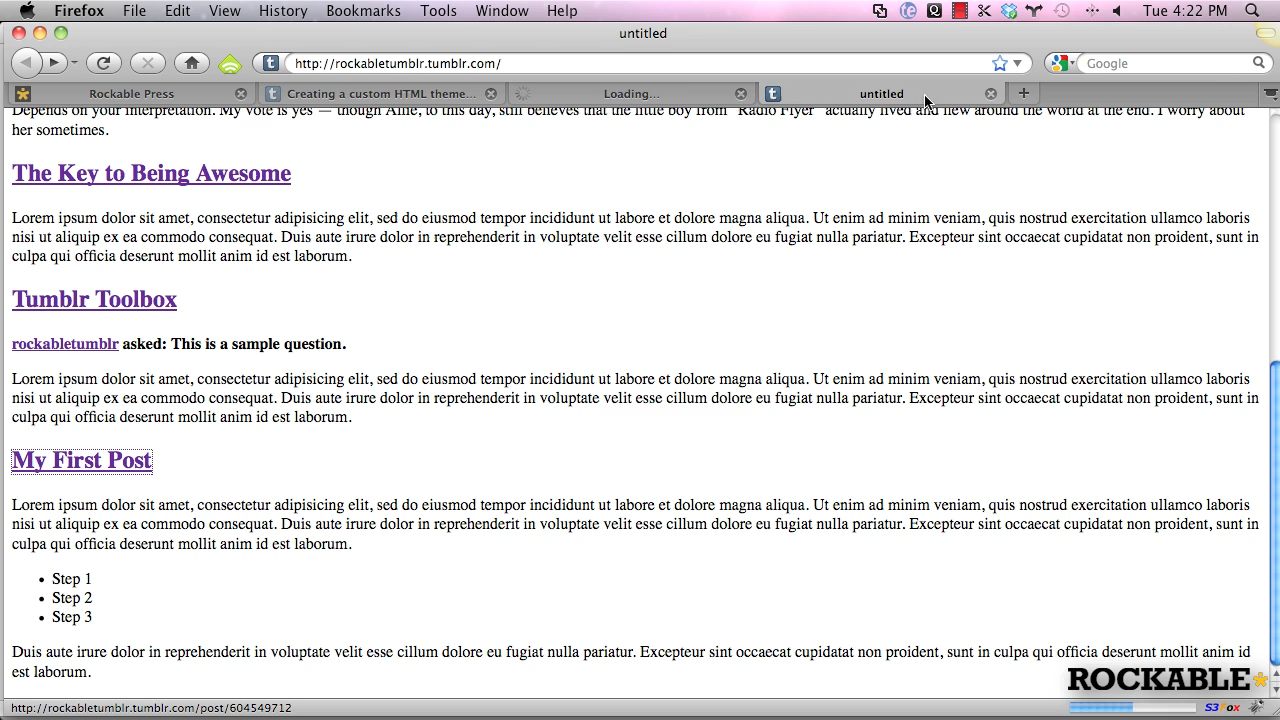 Firefox File Edit View History Bookmarks Tools Window Help Tue 4:22 PM
untitled
http://rockabletumblr.tumblr.com/ Google
Rockable Press Creating a custom HTML theme... Loading... untitled
Depends on your interpretation. My vote is yes — though Allie, to this day, still believes that the little boy from "Radio Flyer" actually lived and flew around the world at the end. I worry about
her sometimes.
The Key to Being Awesome
Lorem ipsum dolor sit amet, consectetur adipisicing elit, sed do eiusmod tempor incididunt ut labore et dolore magna aliqua. Ut enim ad minim veniam, quis nostrud exercitation ullamco laboris
nisi ut aliquip ex ea commodo consequat. Duis aute irure dolor in reprehenderit in voluptate velit esse cillum dolore eu fugiat nulla pariatur. Excepteur sint occaecat cupidatat non proident, sunt in
culpa qui officia deserunt mollit anim id est laborum.
Tumblr Toolbox
rockabletumblr asked: This is a sample question.
Lorem ipsum dolor sit amet, consectetur adipisicing elit, sed do eiusmod tempor incididunt ut labore et dolore magna aliqua. Ut enim ad minim veniam, quis nostrud exercitation ullamco laboris
nisi ut aliquip ex ea commodo consequat. Duis aute irure dolor in reprehenderit in voluptate velit esse cillum dolore eu fugiat nulla pariatur. Excepteur sint occaecat cupidatat non proident, sunt in
culpa qui officia deserunt mollit anim id est laborum.
My First Post
Lorem ipsum dolor sit amet, consectetur adipisicing elit, sed do eiusmod tempor incididunt ut labore et dolore magna aliqua. Ut enim ad minim veniam, quis nostrud exercitation ullamco laboris
nisi ut aliquip ex ea commodo consequat. Duis aute irure dolor in reprehenderit in voluptate velit esse cillum dolore eu fugiat nulla pariatur. Excepteur sint occaecat cupidatat non proident, sunt in
culpa qui officia deserunt mollit anim id est laborum.
• Step 1
• Step 2
• Step 3
Duis aute irure dolor in reprehenderit in voluptate velit esse cillum dolore eu fugiat nulla pariatur. Excepteur sint occaecat cupidatat non proident, sunt in culpa qui officia deserunt mollit anim id
est laborum.
ROCKABLE
http://rockabletumblr.tumblr.com/post/604549712 S3Fox